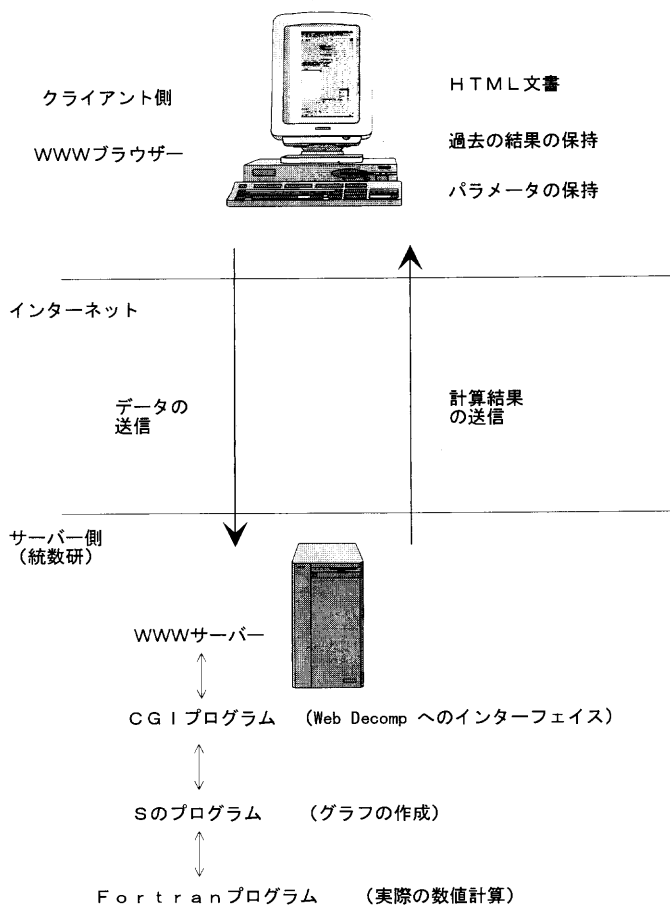 クライアント側
WWWブラウザー
HTML文書
過去の結果の保持
パラメータの保持
インターネット
データの
送信
計算結果
の送信
サーバー側
(統数研)
WWWサーバー
CGIプログラム (Web Decomp へのインターフェイス)
Sのプログラム (グラフの作成)
Fortranプログラム (実際の数値計算)